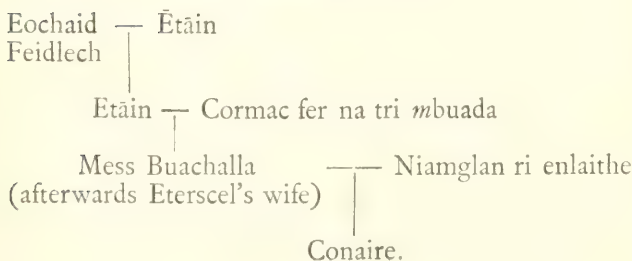 Eochaid — Ētāin
Feidlech
Etāin — Cormac fer na tri mbuada
Mess Buachalla —— Niamglan ri enlaithe
(afterwards Eterscel's wife)
Conaire.